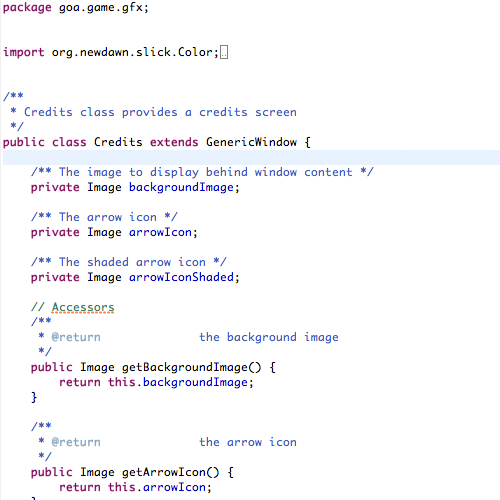 package goa.game.gfx;
import org.newdawn.slick.Color;
/**
* Credits class provides a credits screen
*/
public class Credits extends GenericWindow {
/** The image to display behind window content */
private Image backgroundImage;
/** The arrow icon */
private Image arrowIcon;
/** The shaded arrow icon */
private Image arrowIconShaded;
// Accessors
/**
* @return the background image
*/
public Image getBackgroundImage() {
return this.backgroundImage;
}
/**
* @return the arrow icon
*/
public Image getArrowIcon() {
return this.arrowIcon;
}